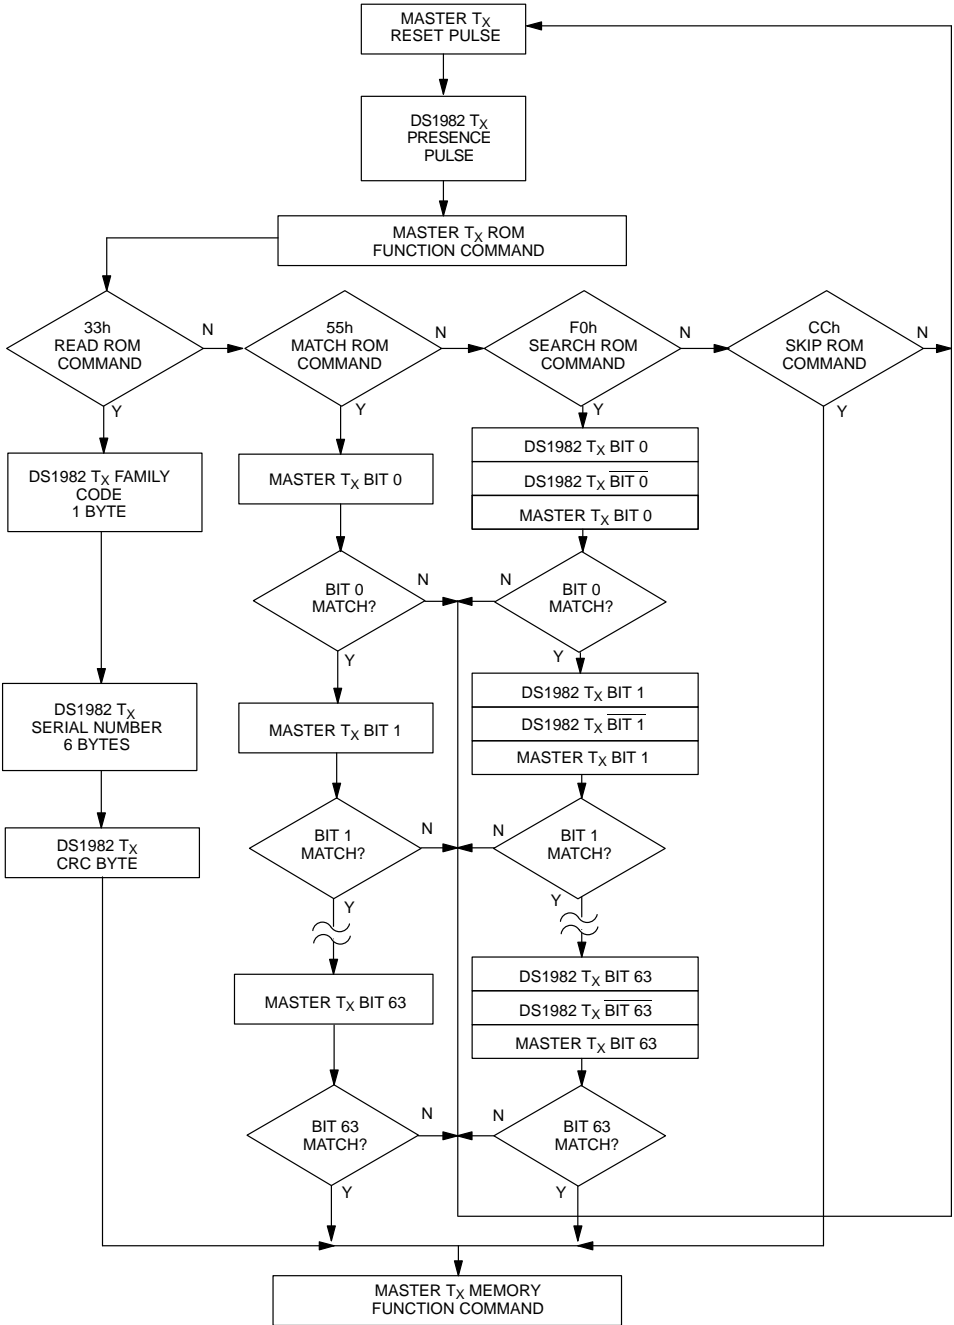 MASTER TX
RESET PULSE
DS1982 TX
PRESENCE
PULSE
MASTER TX ROM
FUNCTION COMMAND
33h
READ ROM
COMMAND
N
Y
55h
MATCH ROM
COMMAND
N
Y
F0h
SEARCH ROM
COMMAND
N
Y
CCh
SKIP ROM
COMMAND
N
Y
DS1982 TX FAMILY
CODE
1 BYTE
DS1982 TX
SERIAL NUMBER
6 BYTES
DS1982 TX
CRC BYTE
MASTER TX BIT 0
BIT 0
MATCH?
N
Y
MASTER TX BIT 1
BIT 1
MATCH?
N
Y
MASTER TX BIT 63
BIT 63
MATCH?
N
Y
DS1982 TX BIT 0
DS1982 TX B̅I̅T̅ ̅0̅
MASTER TX BIT 0
BIT 0
MATCH?
N
Y
DS1982 TX BIT 1
DS1982 TX B̅I̅T̅ ̅1̅
MASTER TX BIT 1
BIT 1
MATCH?
N
Y
DS1982 TX BIT 63
DS1982 TX B̅I̅T̅ ̅6̅3̅
MASTER TX BIT 63
BIT 63
MATCH?
N
Y
MASTER TX MEMORY
FUNCTION COMMAND